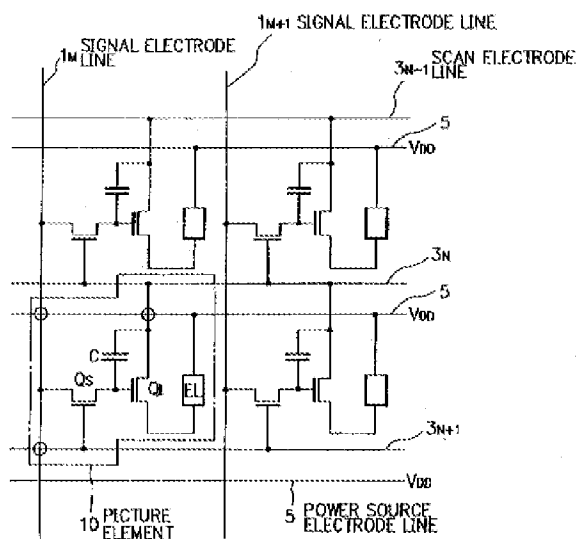 1M+1 SIGNAL ELECTRODE LINE
1M SIGNAL ELECTRODE
LINE
3N-1 SCAN ELECTRODE
LINE
5
VDD
3N
5
VDD
C
QS
QI
EL
3N+1
VDD
10 PICTURE
ELEMENT
5 POWER SOURCE
ELECTRODE LINE